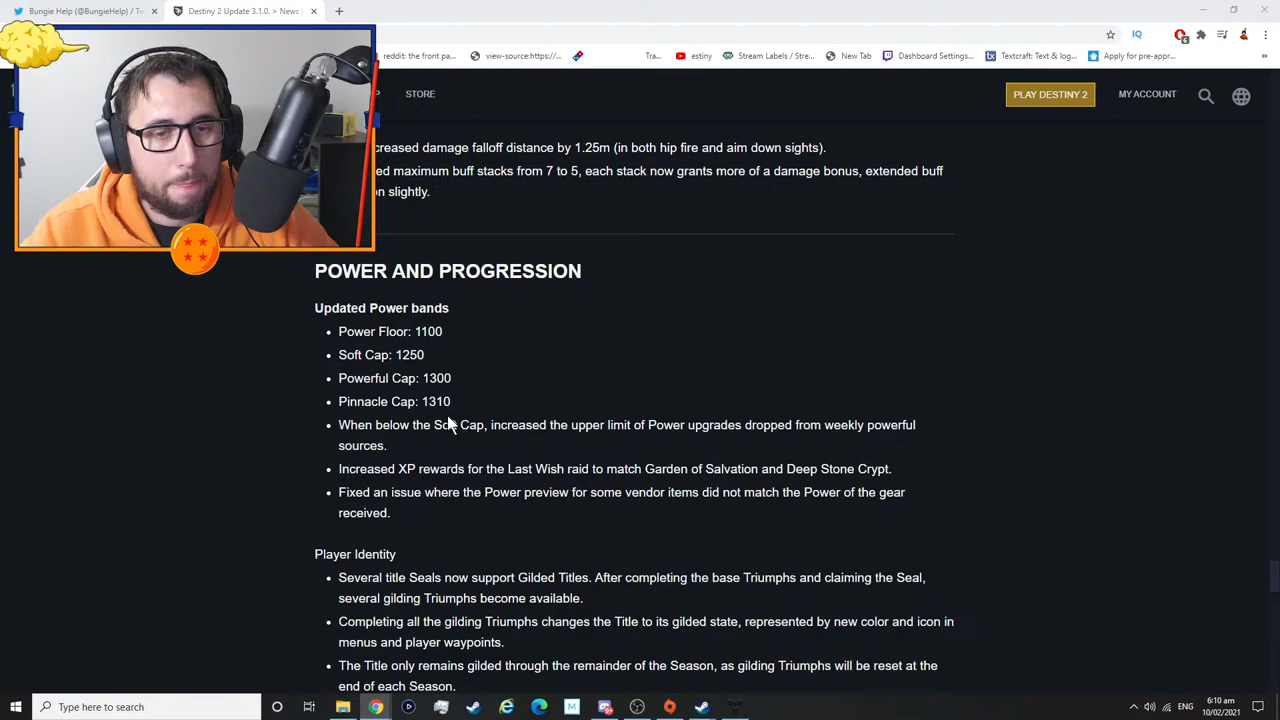 Bungie Help (@BungieHelp) / Tw
Destiny 2 Update 3.1.0. > News |
reddit: the front pa...
view-source:https:/...
Tra...
estiny
Stream Labels / Stre...
New Tab
Dashboard Settings...
Textcraft: Text & log...
Apply for pre-appr...
STORE
PLAY DESTINY 2
MY ACCOUNT
creased damage falloff distance by 1.25m (in both hip fire and aim down sights).
ed maximum buff stacks from 7 to 5, each stack now grants more of a damage bonus, extended buff
n slightly.
POWER AND PROGRESSION
Updated Power bands
• Power Floor: 1100
• Soft Cap: 1250
• Powerful Cap: 1300
• Pinnacle Cap: 1310
• When below the Soft Cap, increased the upper limit of Power upgrades dropped from weekly powerful
sources.
• Increased XP rewards for the Last Wish raid to match Garden of Salvation and Deep Stone Crypt.
• Fixed an issue where the Power preview for some vendor items did not match the Power of the gear
received.
Player Identity
• Several title Seals now support Gilded Titles. After completing the base Triumphs and claiming the Seal,
several gilding Triumphs become available.
• Completing all the gilding Triumphs changes the Title to its gilded state, represented by new color and icon in
menus and player waypoints.
• The Title only remains gilded through the remainder of the Season, as gilding Triumphs will be reset at the
end of each Season.
Type here to search
ENG
6:10 am
10/02/2021